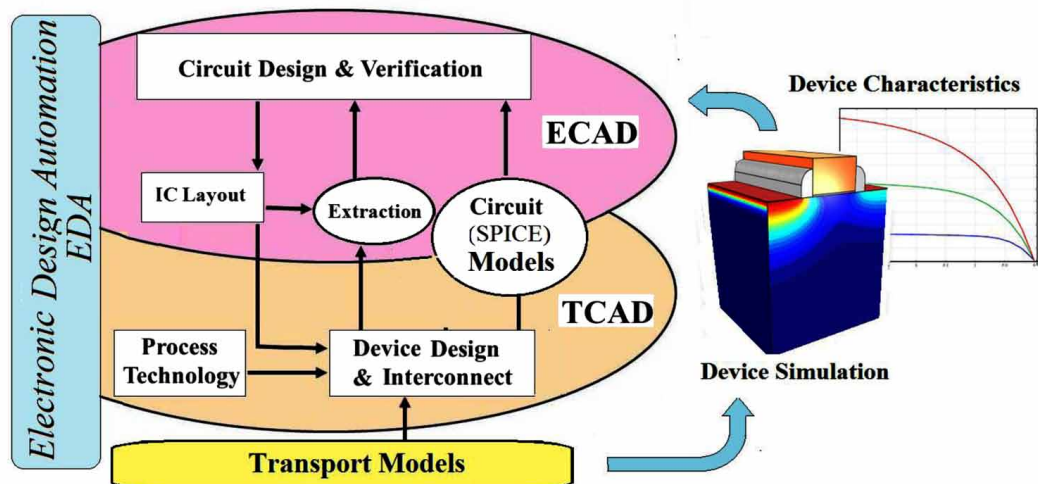 Electronic Design Automation
EDA
Circuit Design & Verification
ECAD
IC Layout
Extraction
Circuit
(SPICE)
Models
TCAD
Process
Technology
Device Design
& Interconnect
Transport Models
Device Characteristics
Device Simulation